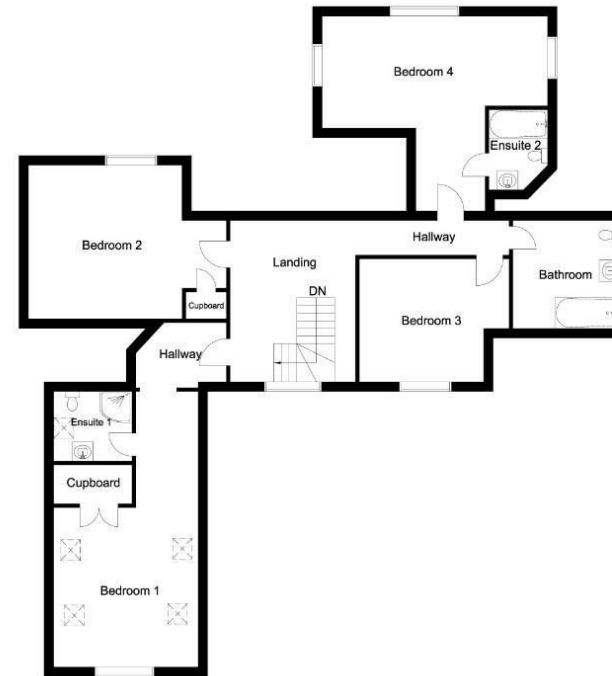 Bedroom 4
Ensuite 2
Bedroom 2
Hallway
Landing
Bathroom
DN
Cupboard
Bedroom 3
Hallway
Ensuite 1
Cupboard
Bedroom 1